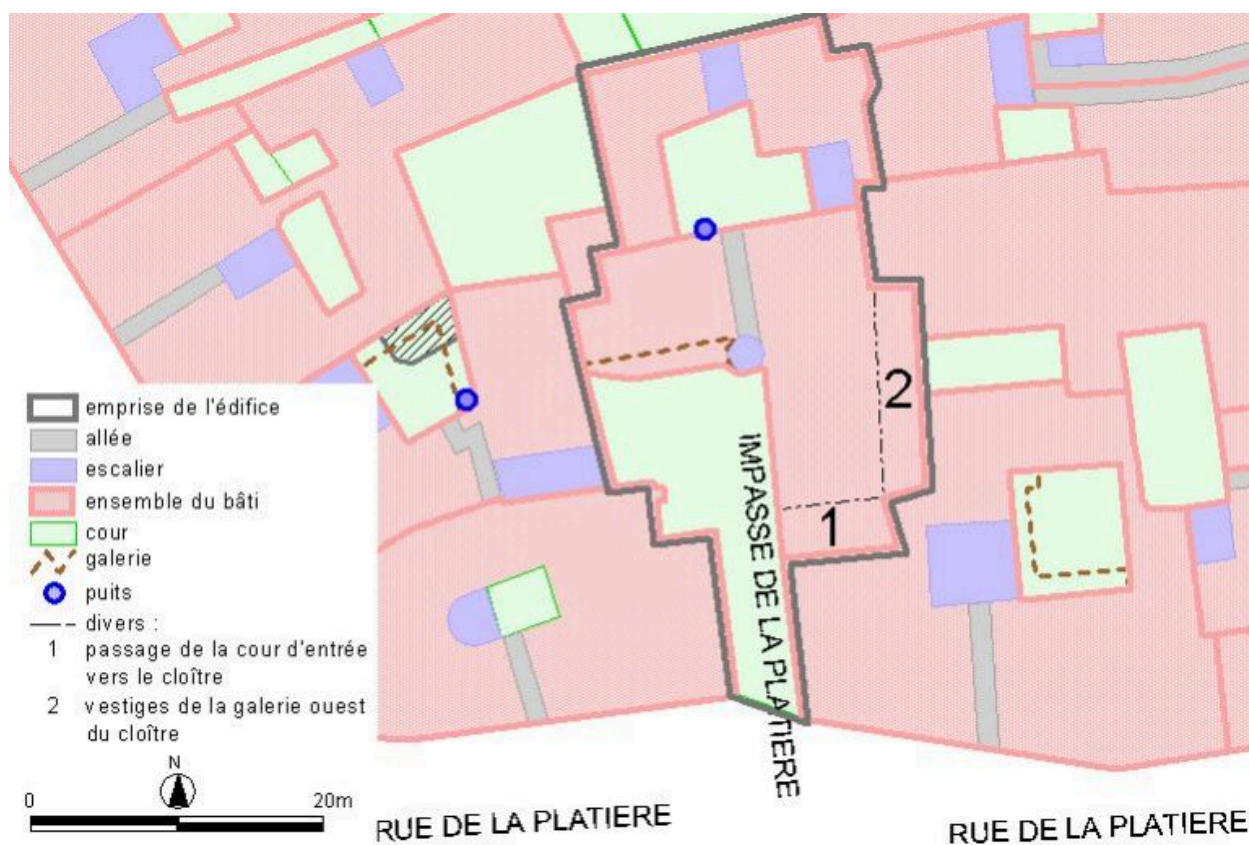 2
1
IMPASSE DE LA PLATIERE
emprise de l'édifice
allée
escalier
ensemble du bâti
cour
galerie
puits
divers :
1 passage de la cour d'entrée
vers le cloître
2 vestiges de la galerie ouest
du cloître
N
0 20m
RUE DE LA PLATIERE
RUE DE LA PLATIERE